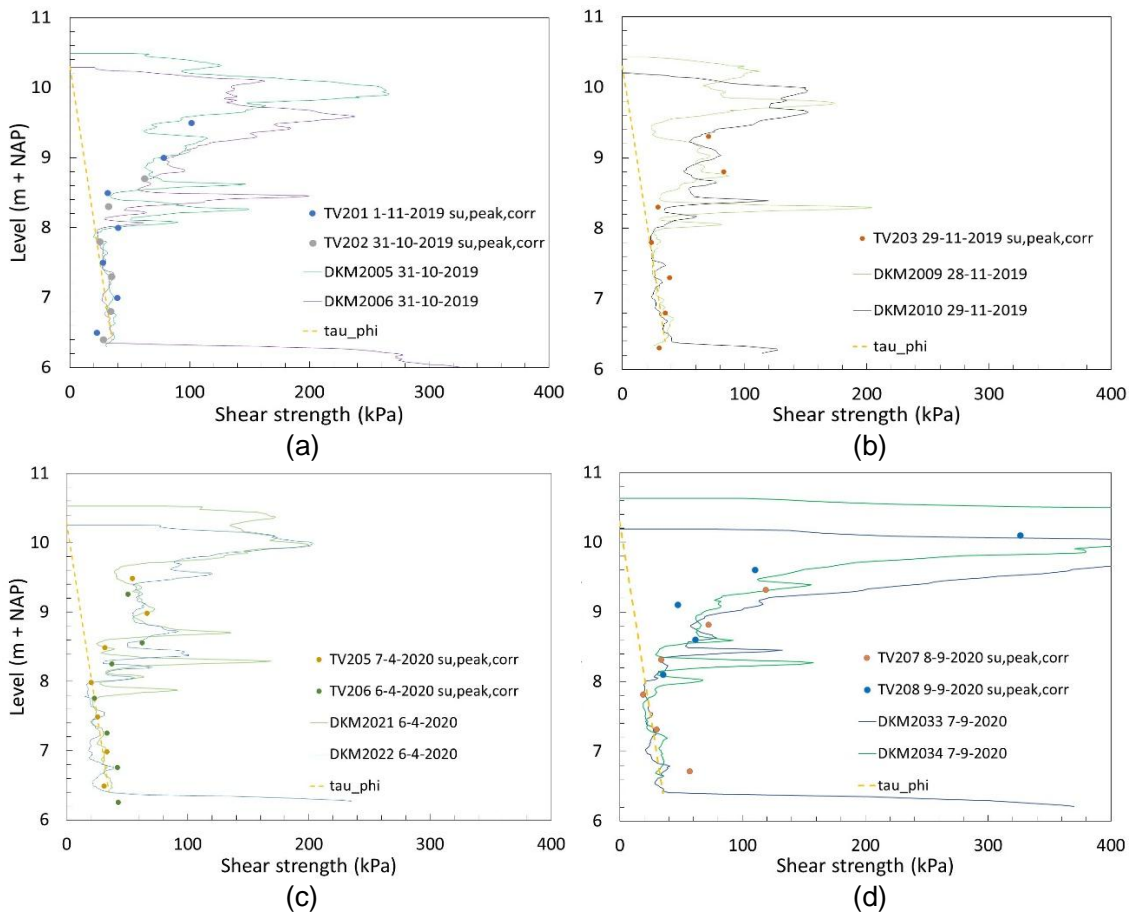 11
10
9
8
7
6
Level (m + NAP)
TV201 1-11-2019 su,peak,corr
TV202 31-10-2019 su,peak,corr
DKM2005 31-10-2019
DKM2006 31-10-2019
tau_phi
0 100 200 300 400
Shear strength (kPa)
(a)
11
10
9
8
7
6
TV203 29-11-2019 su,peak,corr
DKM2009 28-11-2019
DKM2010 29-11-2019
tau_phi
0 100 200 300 400
Shear strength (kPa)
(b)
11
10
9
8
7
6
Level (m + NAP)
TV205 7-4-2020 su,peak,corr
TV206 6-4-2020 su,peak,corr
DKM2021 6-4-2020
DKM2022 6-4-2020
tau_phi
0 100 200 300 400
Shear strength (kPa)
(c)
11
10
9
8
7
6
TV207 8-9-2020 su,peak,corr
TV208 9-9-2020 su,peak,corr
DKM2033 7-9-2020
DKM2034 7-9-2020
tau_phi
0 100 200 300 400
Shear strength (kPa)
(d)